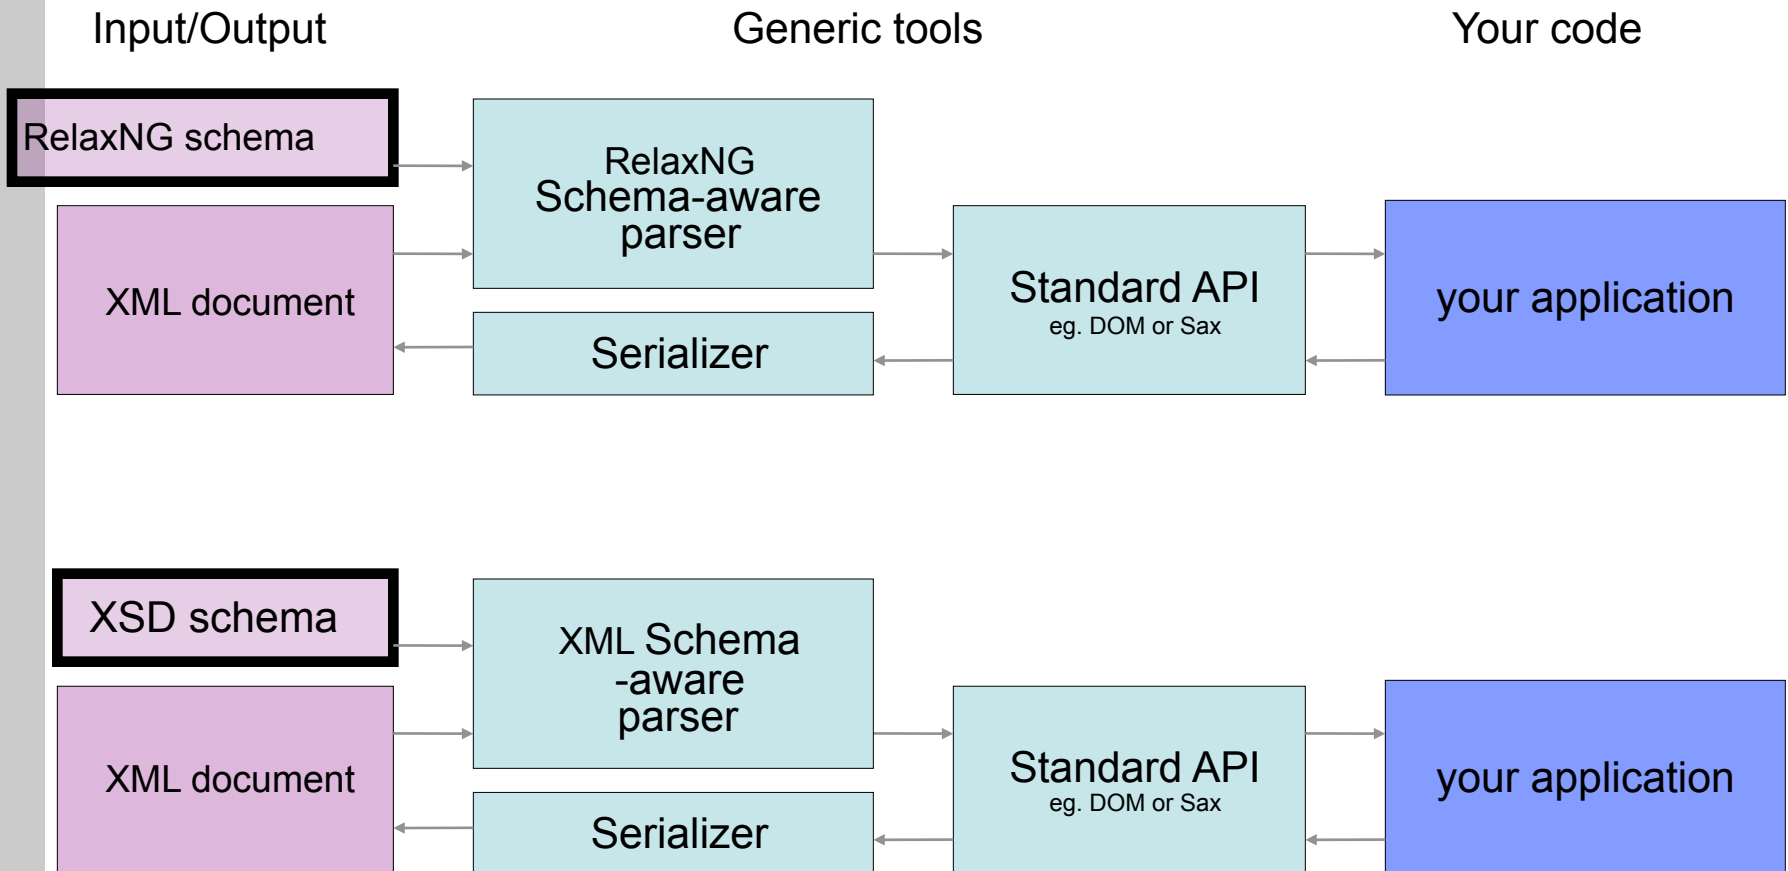 Input/Output
Generic tools
Your code
RelaxNG schema
RelaxNG
Schema-aware
parser
XML document
Standard API
eg. DOM or Sax
your application
Serializer
XSD schema
XML Schema
-aware
parser
XML document
Standard API
eg. DOM or Sax
your application
Serializer